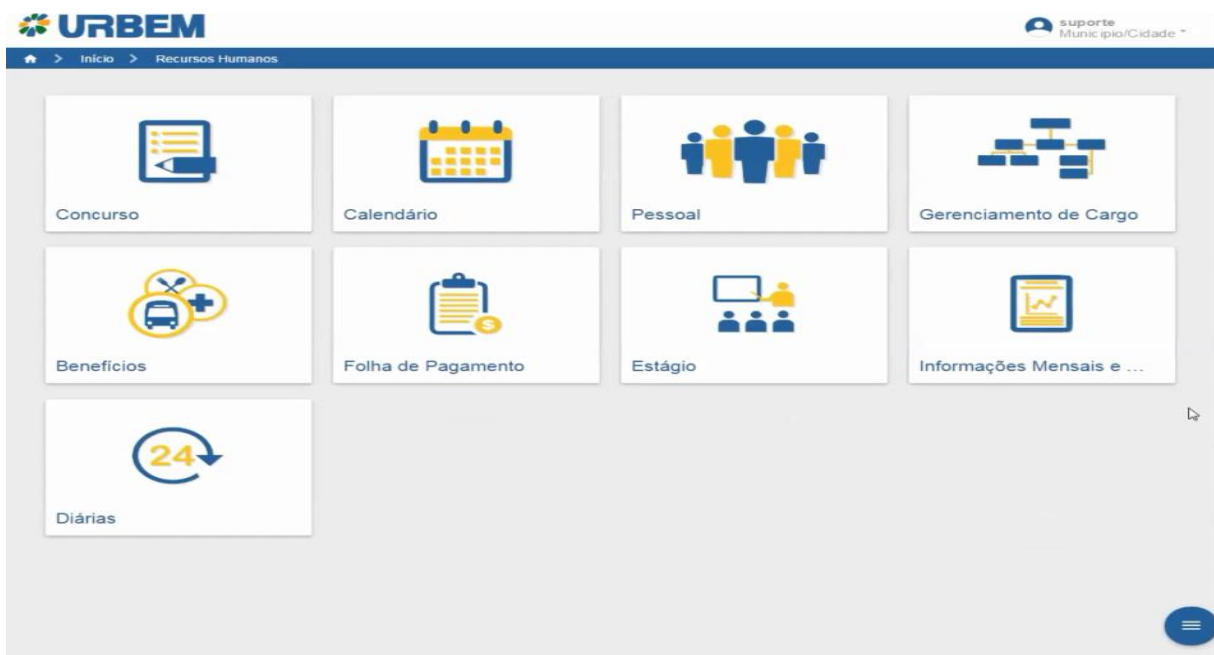 URBEM
suporte
Municipio/Cidade
Início > Recursos Humanos
Concurso
Calendário
Pessoal
Gerenciamento de Cargo
Benefícios
Folha de Pagamento
Estágio
Informações Mensais e ...
24
Diárias